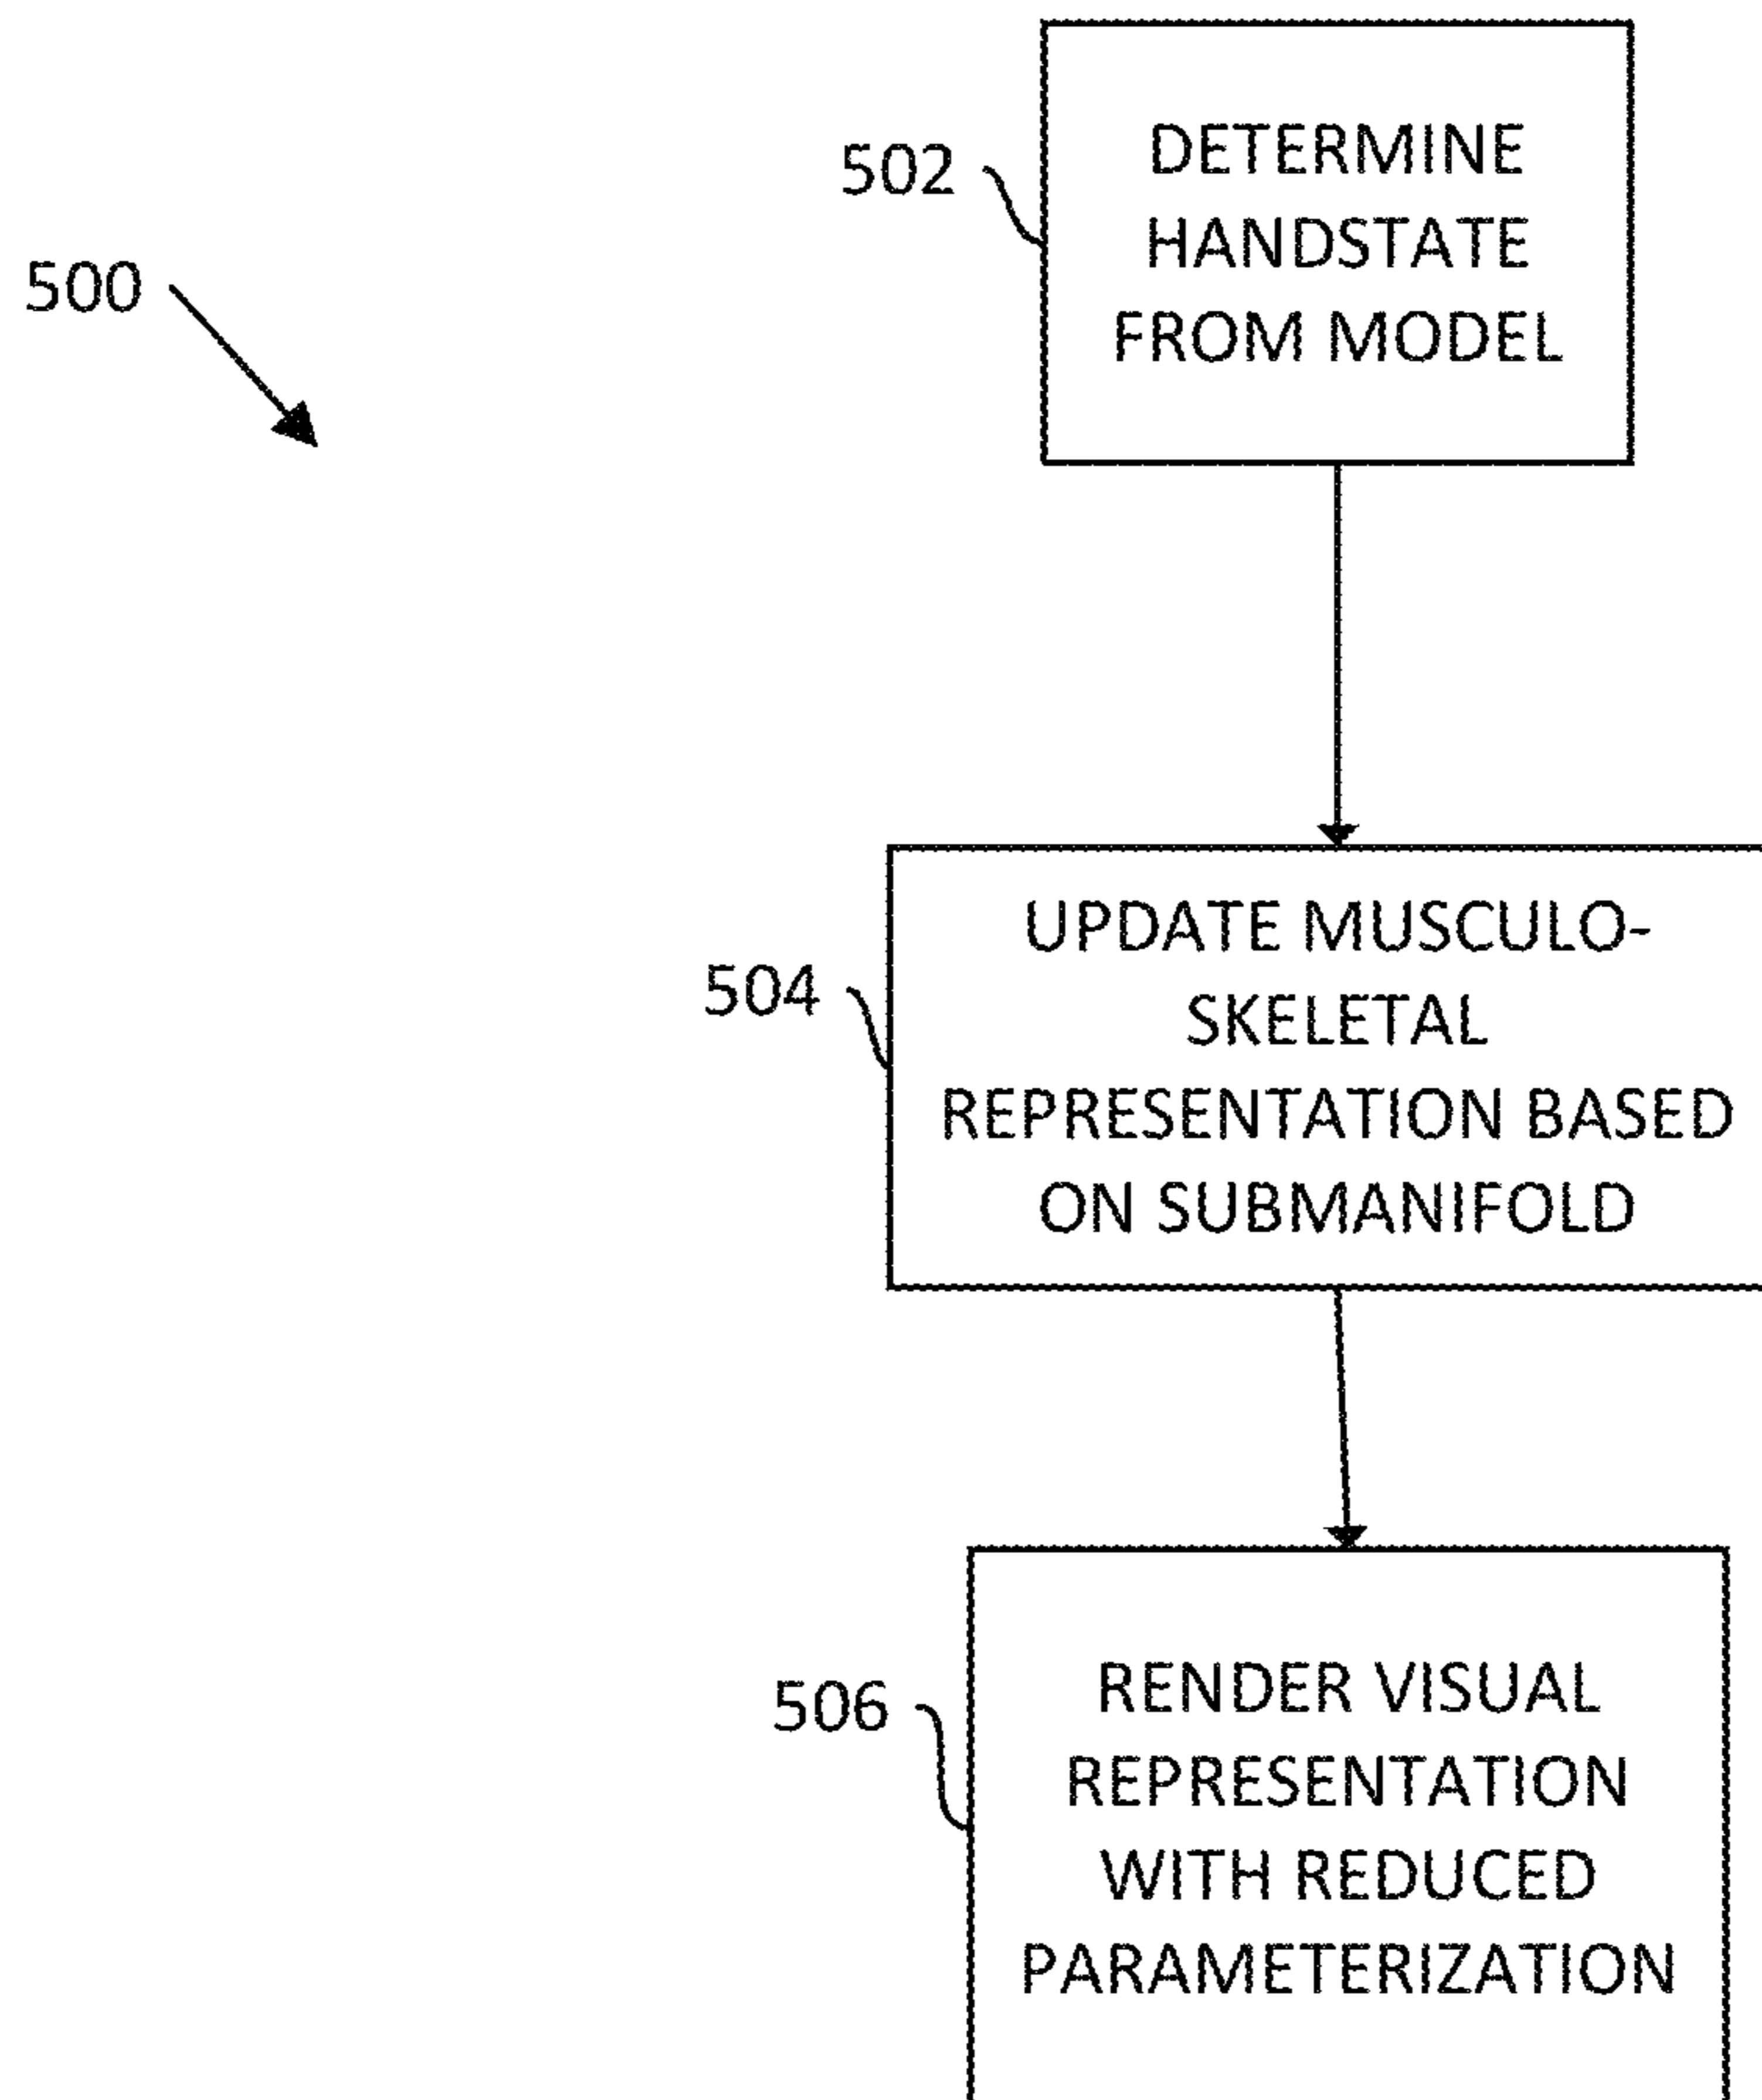 500
502
DETERMINE
HANDSTATE
FROM MODEL
504
UPDATE MUSCULO-
SKELETAL
REPRESENTATION BASED
ON SUBMANIFOLD
506
RENDER VISUAL
REPRESENTATION
WITH REDUCED
PARAMETERIZATION